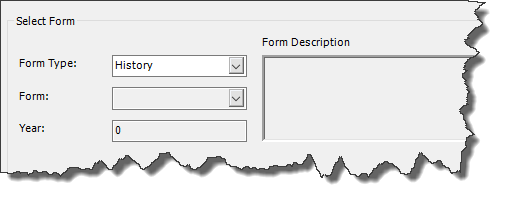 Select Form
Form Description
Form Type: History
Form:
Year: 0